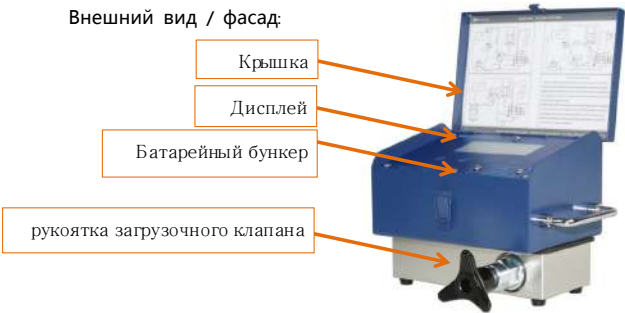 Внешний вид / фасад:
Крышка
Дисплей
Батарейный бункер
рукоятка загрузочного клапана